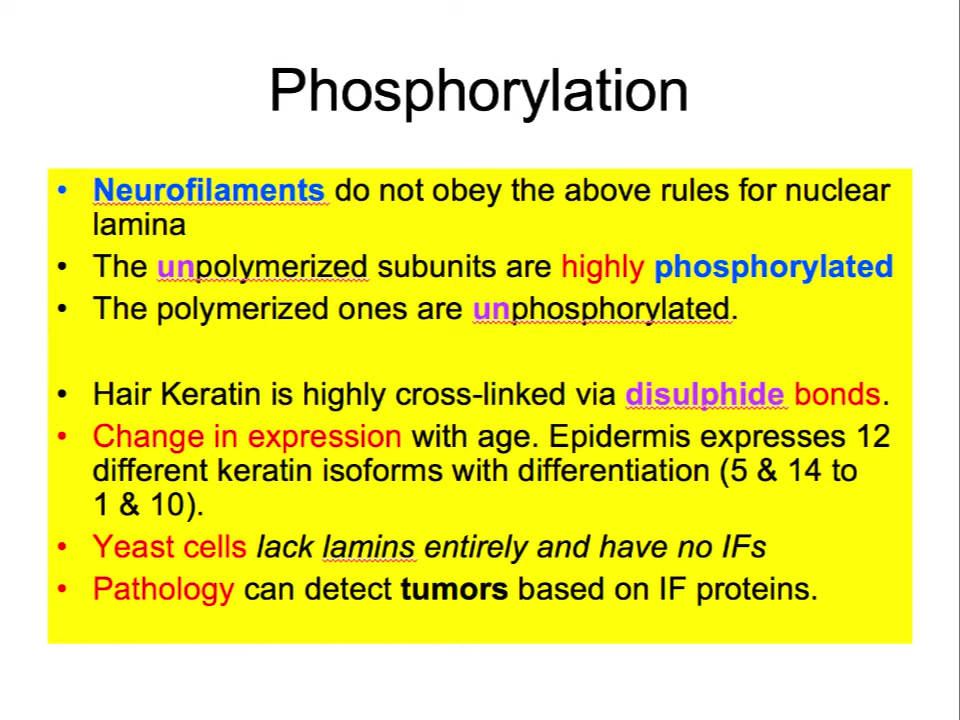 Phosphorylation
• Neurofilaments do not obey the above rules for nuclear
lamina
• The unpolymerized subunits are highly phosphorylated
• The polymerized ones are unphosphorylated.
• Hair Keratin is highly cross-linked via disulphide bonds.
• Change in expression with age. Epidermis expresses 12
different keratin isoforms with differentiation (5 & 14 to
1 & 10).
• Yeast cells lack lamins entirely and have no IFs
• Pathology can detect tumors based on IF proteins.